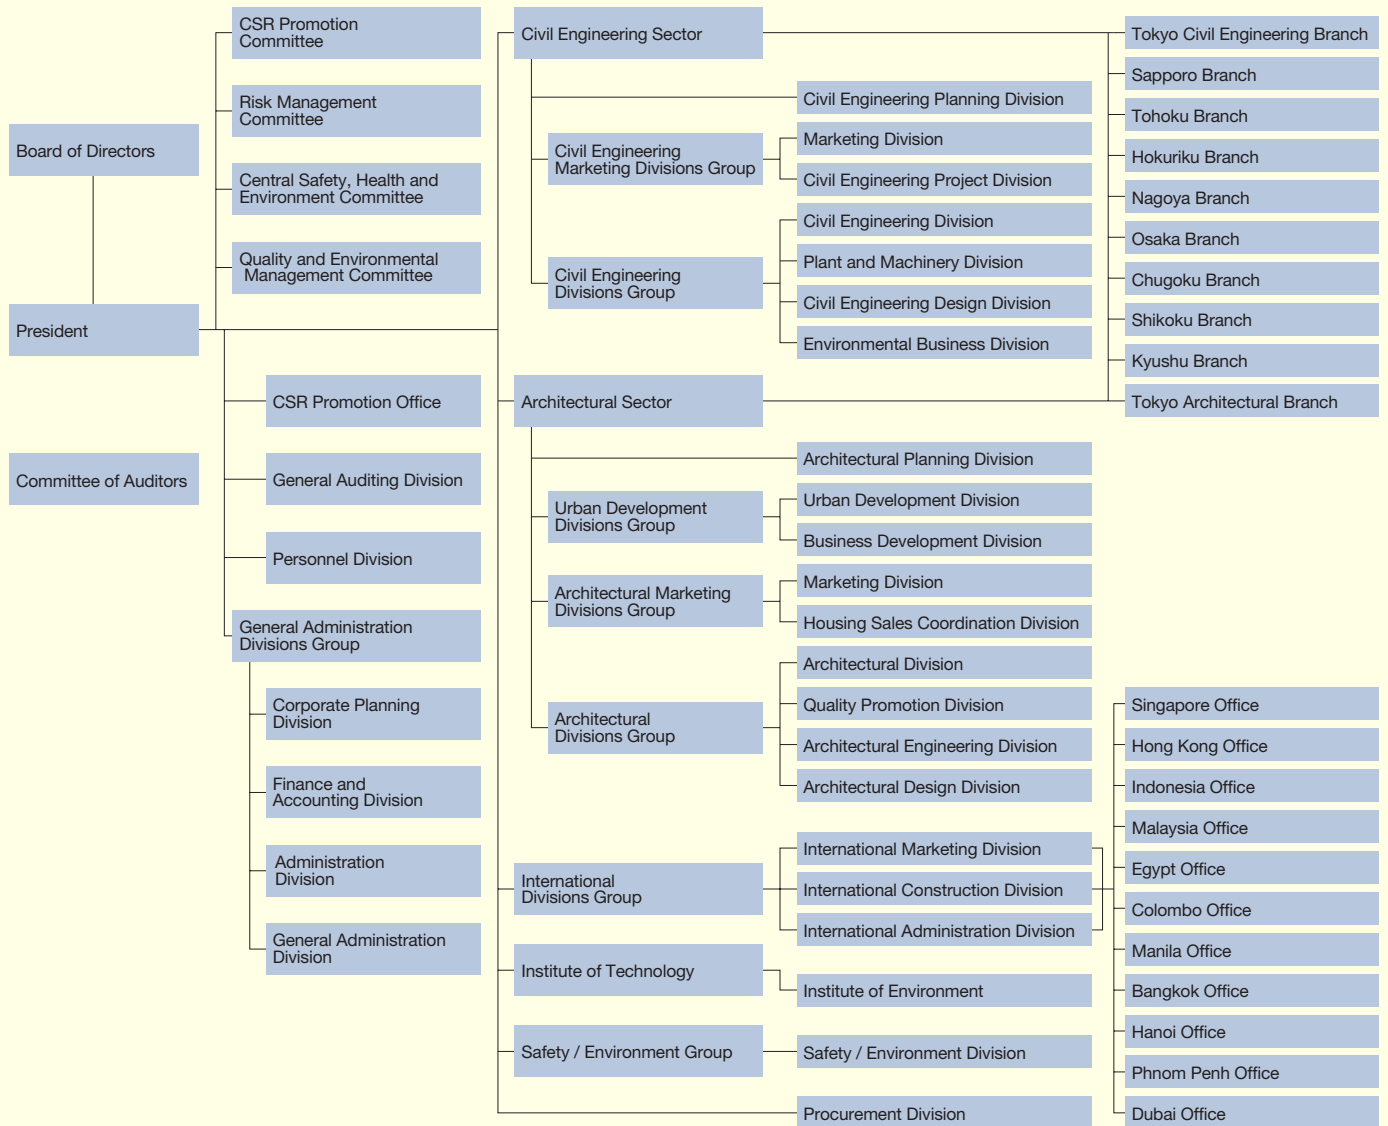 Board of Directors
President
Committee of Auditors
CSR Promotion
Committee
Risk Management
Committee
Central Safety, Health and
Environment Committee
Quality and Environmental
Management Committee
CSR Promotion Office
General Auditing Division
Personnel Division
General Administration
Divisions Group
Corporate Planning
Division
Finance and
Accounting Division
Administration
Division
General Administration
Division
Civil Engineering Sector
Civil Engineering Planning Division
Civil Engineering
Marketing Divisions Group
Marketing Division
Civil Engineering Project Division
Civil Engineering
Divisions Group
Civil Engineering Division
Plant and Machinery Division
Civil Engineering Design Division
Environmental Business Division
Architectural Sector
Architectural Planning Division
Urban Development
Divisions Group
Urban Development Division
Business Development Division
Architectural Marketing
Divisions Group
Marketing Division
Housing Sales Coordination Division
Architectural
Divisions Group
Architectural Division
Quality Promotion Division
Architectural Engineering Division
Architectural Design Division
International
Divisions Group
International Marketing Division
International Construction Division
International Administration Division
Institute of Technology
Institute of Environment
Safety / Environment Group
Safety / Environment Division
Procurement Division
Tokyo Civil Engineering Branch
Sapporo Branch
Tohoku Branch
Hokuriku Branch
Nagoya Branch
Osaka Branch
Chugoku Branch
Shikoku Branch
Kyushu Branch
Tokyo Architectural Branch
Singapore Office
Hong Kong Office
Indonesia Office
Malaysia Office
Egypt Office
Colombo Office
Manila Office
Bangkok Office
Hanoi Office
Phnom Penh Office
Dubai Office